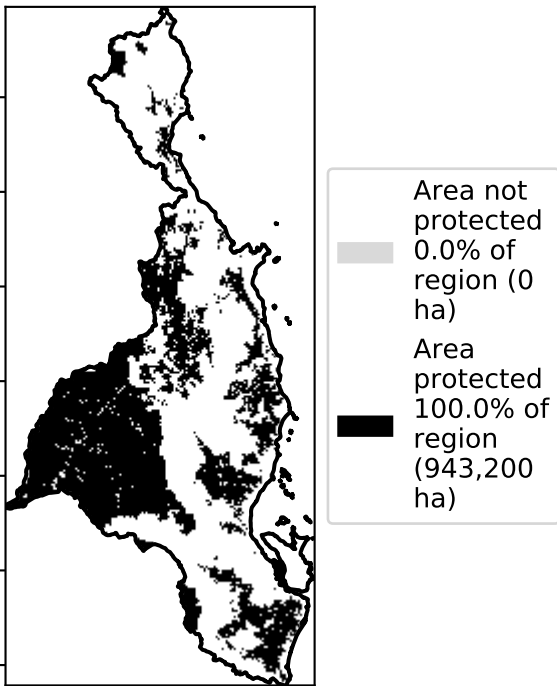 Area not
protected
0.0% of
region (0
ha)
Area
protected
100.0% of
region
(943,200
ha)